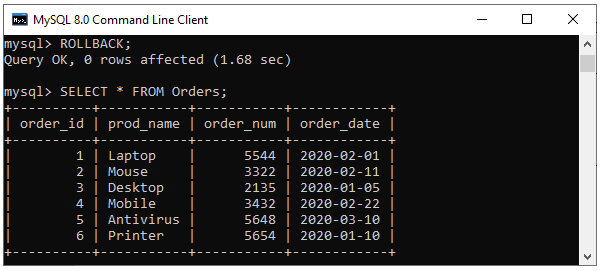 MySQL 8.0 Command Line Client
mysql> ROLLBACK;
Query OK, 0 rows affected (1.68 sec)
mysql> SELECT * FROM Orders;
+----------+-----------+-----------+------------+
| order_id | prod_name | order_num | order_date |
+----------+-----------+-----------+------------+
|        1 | Laptop    |      5544 | 2020-02-01 |
|        2 | Mouse     |      3322 | 2020-02-11 |
|        3 | Desktop   |      2135 | 2020-01-05 |
|        4 | Mobile    |      3432 | 2020-02-22 |
|        5 | Antivirus |      5648 | 2020-03-10 |
|        6 | Printer   |      5654 | 2020-01-10 |
+----------+-----------+-----------+------------+